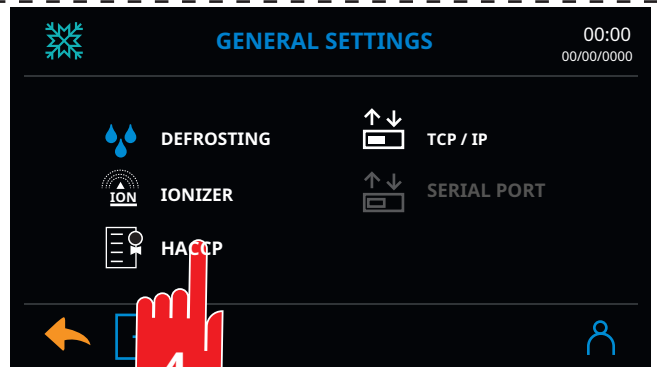 GENERAL SETTINGS
00:00
00/00/0000
DEFROSTING
TCP / IP
ION
IONIZER
SERIAL PORT
HACCP
4